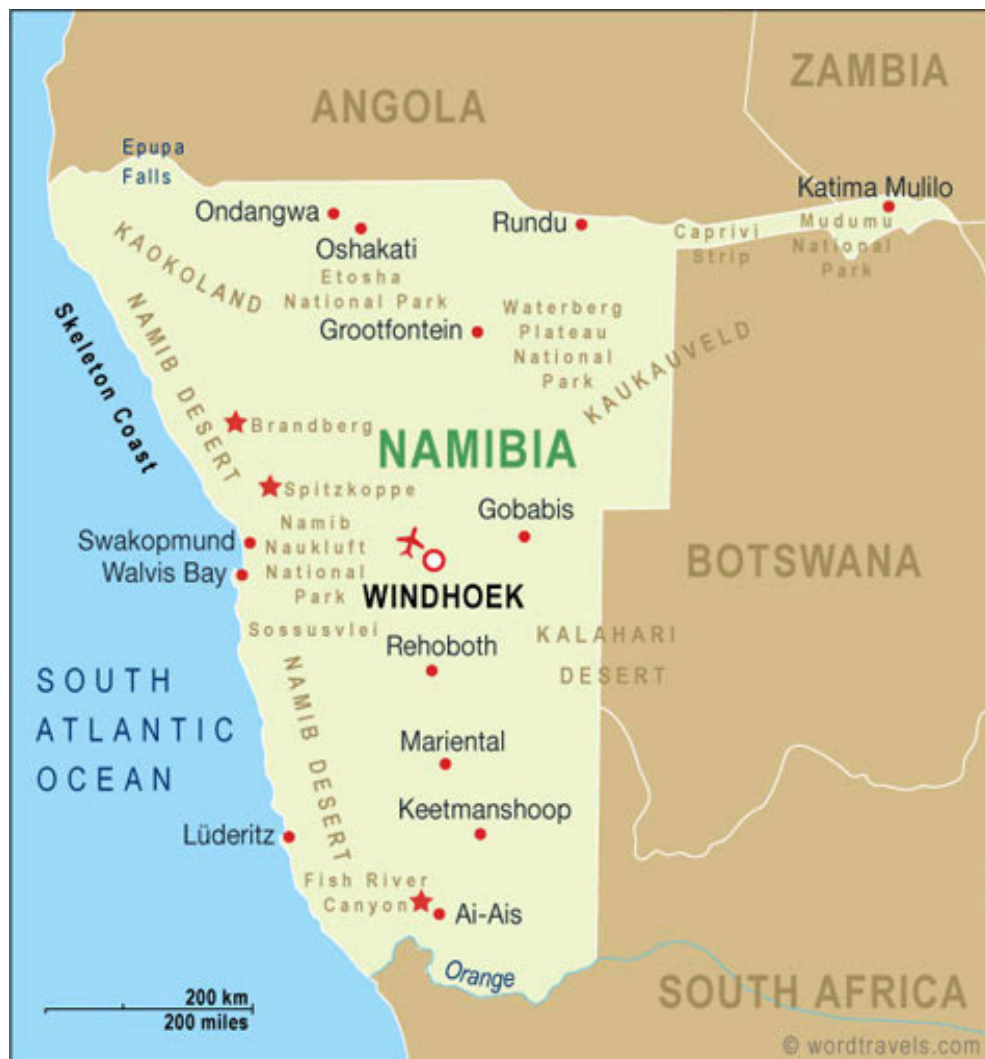 ZAMBIA
ANGOLA
Epupa
Falls
Katima Mulilo
Ondangwa
Rundu
Mudumu
National
Park
Caprivi
Strip
Oshakati
KAOKOLAND
Etosha
National Park
Waterberg
Plateau
National
Park
Grootfontein
KAUKAUVELD
Skeleton Coast
NAMIB DESERT
Brandberg
NAMIBIA
Spitzkoppe
Gobabis
Namib
Naukluft
National
Park
Swakopmund
Walvis Bay
BOTSWANA
WINDHOEK
Sossusvlei
KALAHARI
DESERT
Rehoboth
SOUTH
ATLANTIC
OCEAN
NAMIB DESERT
Mariental
Keetmanshoop
Lüderitz
Fish River
Canyon
Ai-Ais
Orange
SOUTH AFRICA
200 km
200 miles
© wordtravels.com